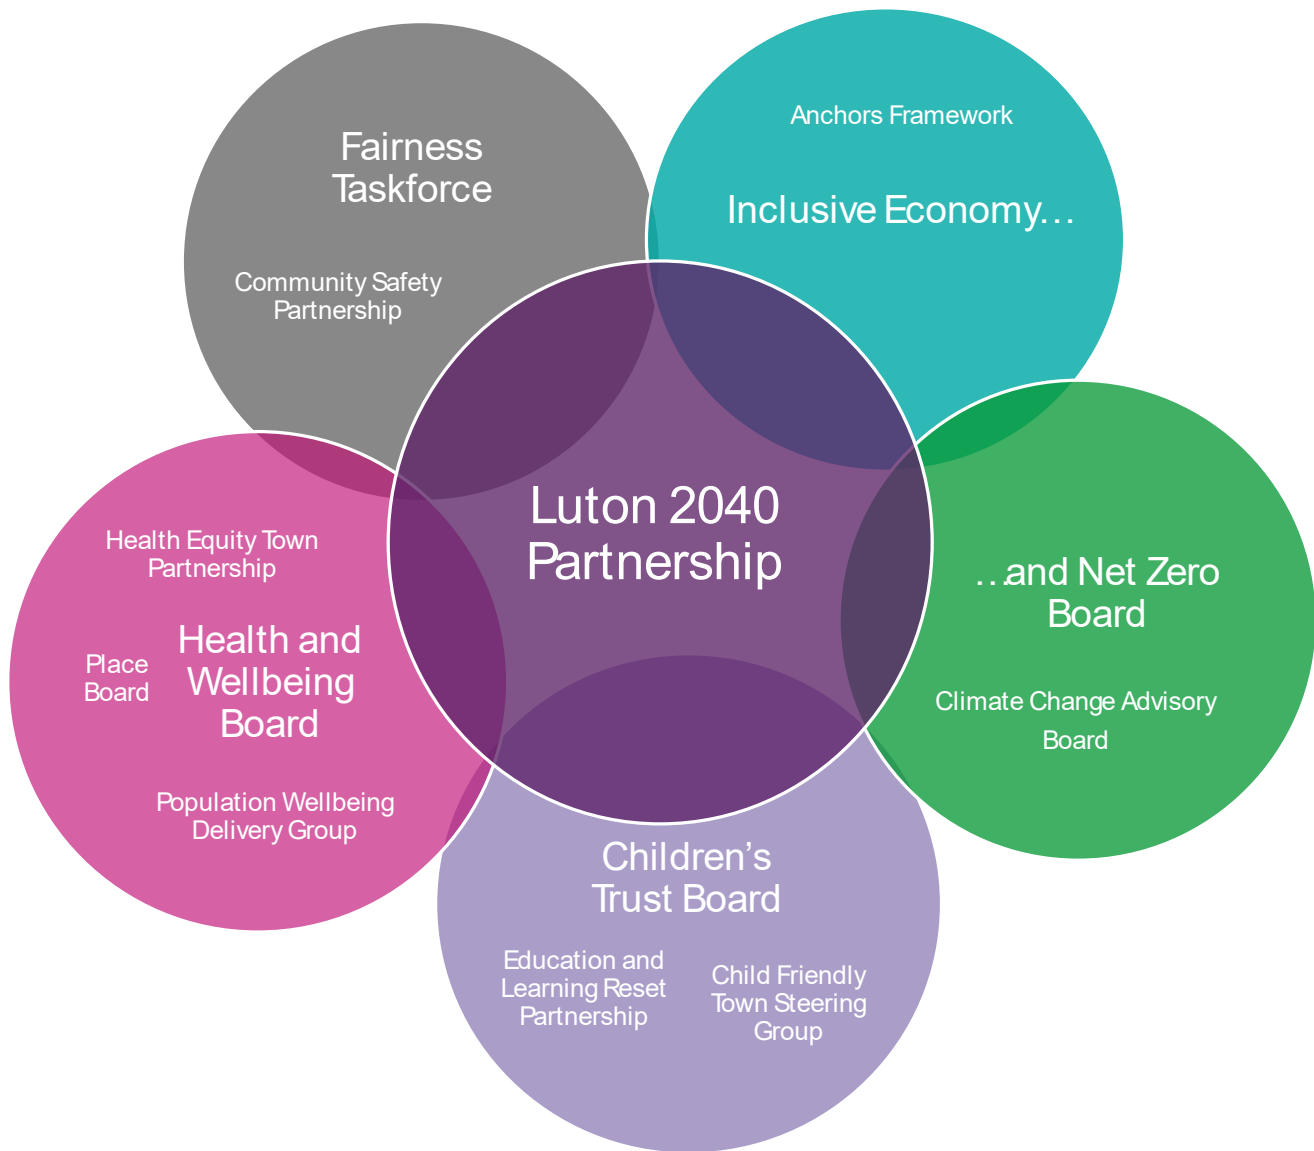 Fairness
Taskforce
Community Safety
Partnership
Anchors Framework
Inclusive Economy…
Luton 2040
Partnership
…and Net Zero
Board
Climate Change Advisory
Board
Health Equity Town
Partnership
Place
Board
Health and
Wellbeing
Board
Population Wellbeing
Delivery Group
Children’s
Trust Board
Education and
Learning Reset
Partnership
Child Friendly
Town Steering
Group